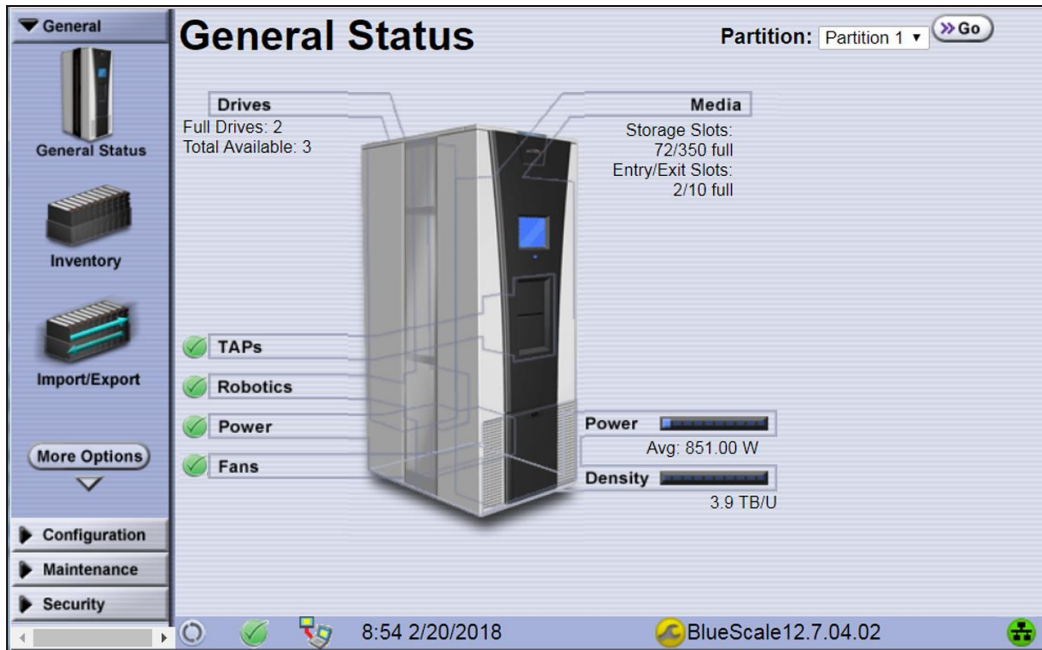 General
General Status
Inventory
Import/Export
More Options
Configuration
Maintenance
Security
General Status
Partition: Partition 1 Go
Drives
Full Drives: 2
Total Available: 3
Media
Storage Slots:
72/350 full
Entry/Exit Slots:
2/10 full
TAPs
Robotics
Power
Fans
Power
Avg: 851.00 W
Density
3.9 TB/U
8:54 2/20/2018
BlueScale12.7.04.02